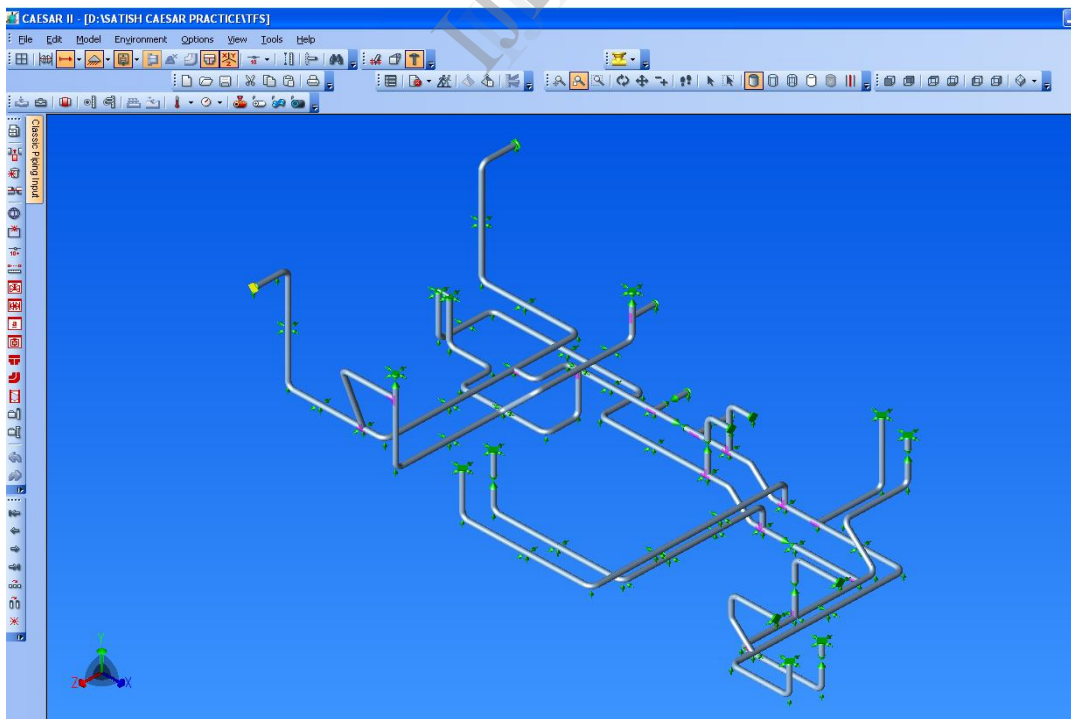 CAESAR II - [D:\SATISH CAESAR PRACTICE\TFS]
File Edit Model Environment Options View Tools Help
Classic Piping Input
Y
Z
X